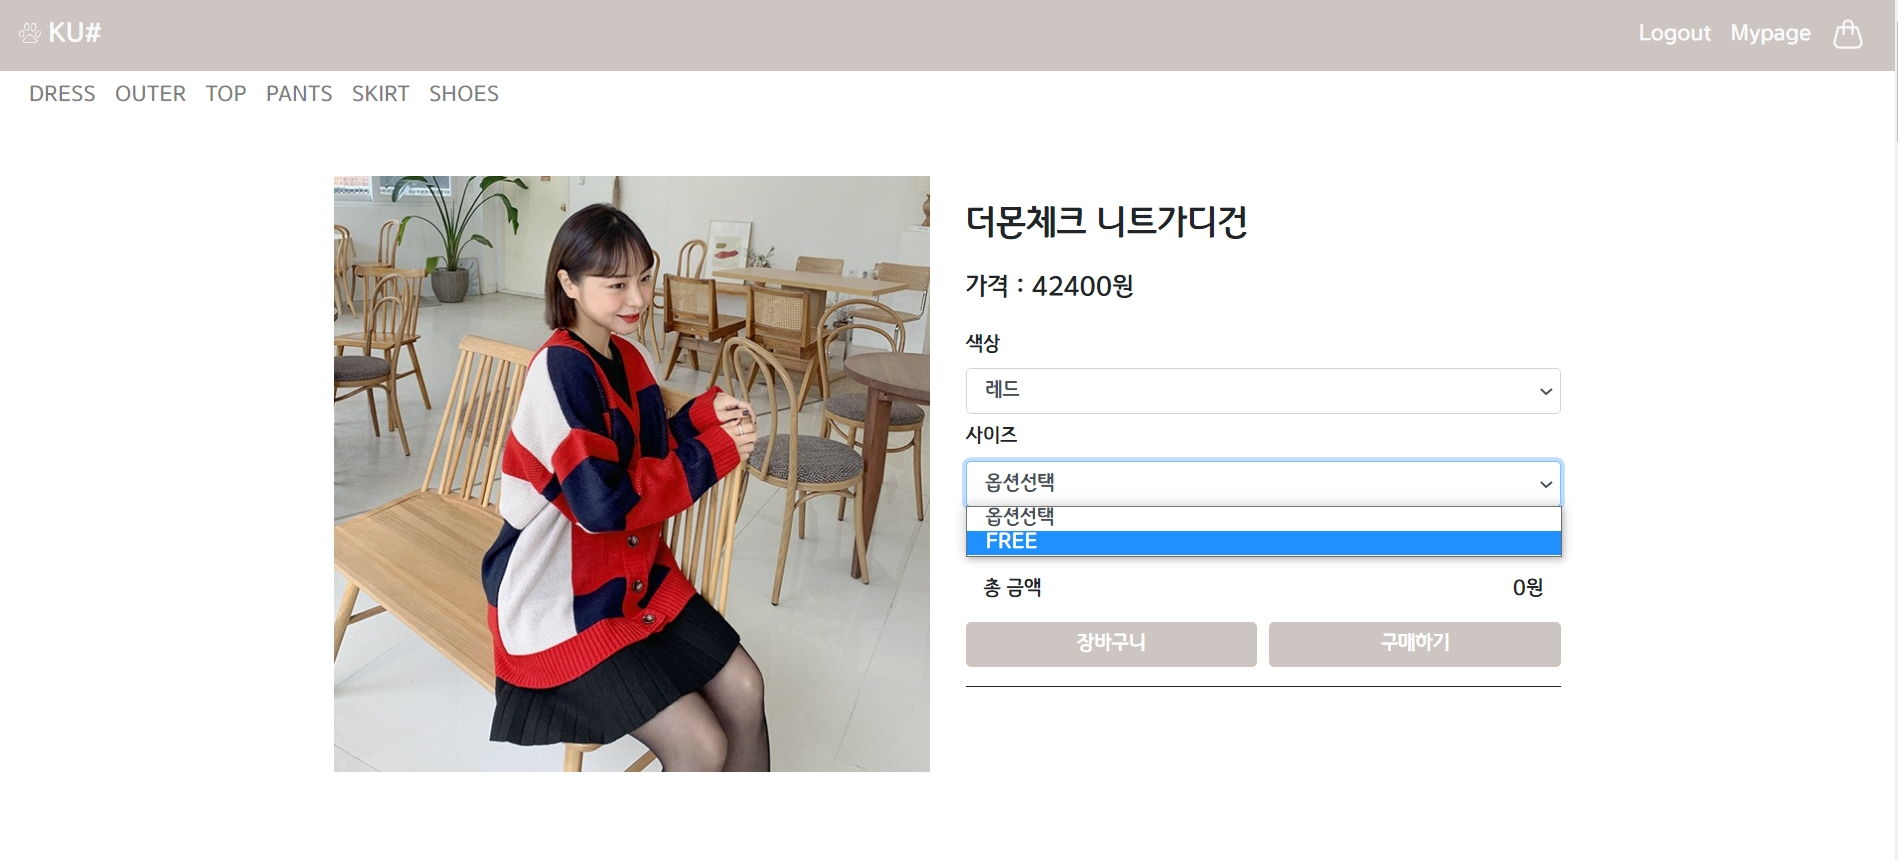 KU#
Logout Mypage
DRESS OUTER TOP PANTS SKIRT SHOES
더몬체크 니트가디건
가격 : 42400원
색상
레드
사이즈
옵션선택
옵션선택
FREE
총 금액 0원
장바구니 구매하기